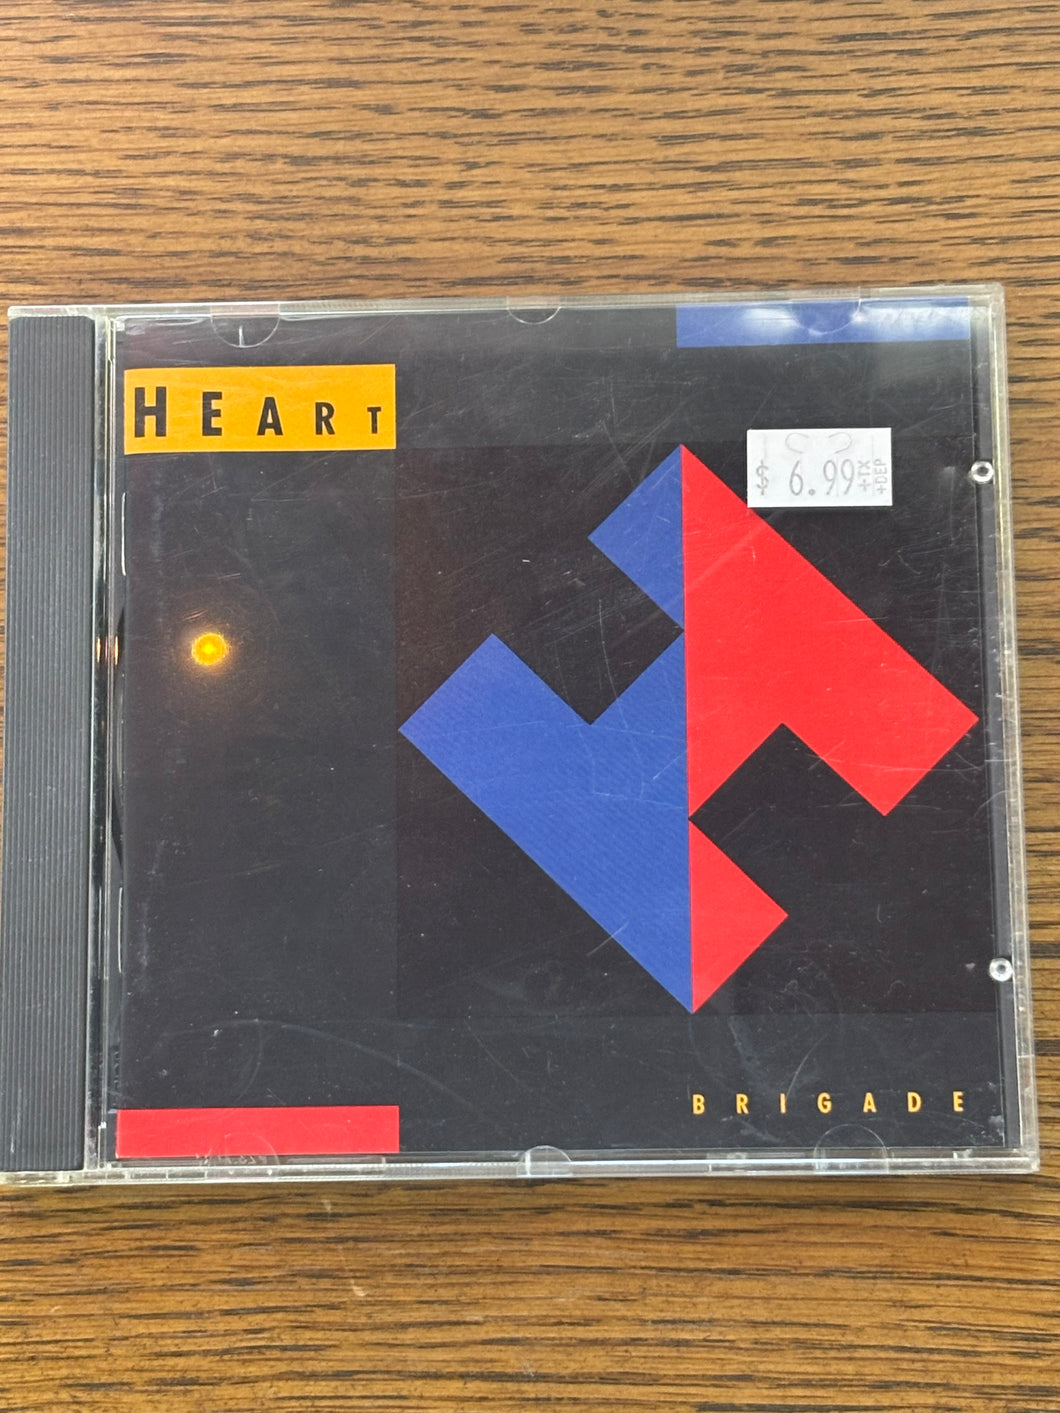 HEART
$ 6.99 +TX +DEP
BRIGADE